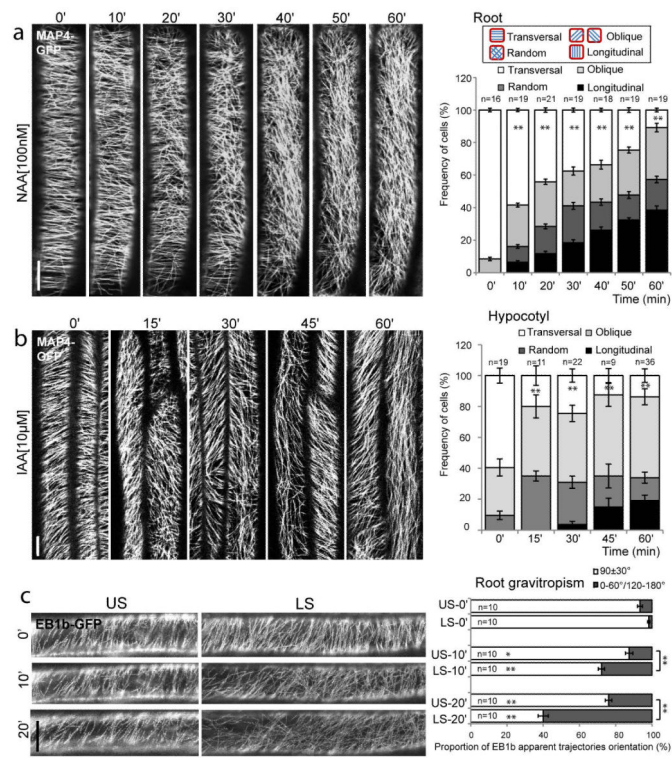 a
MAP4-
GFP
NAA[100nM]
0' 10' 20' 30' 40' 50' 60'
Root
Transversal Oblique
Random Longitudinal
Transversal Oblique
Random Longitudinal
n=16 n=19 n=21 n=19 n=18 n=19 n=19
** ** ** ** ** **
Frequency of cells (%)
120
100
80
60
40
20
0
0' 10' 20' 30' 40' 50' 60'
Time (min)
b
MAP4-
GFP
IAA[10µM]
0' 15' 30' 45' 60'
Hypocotyl
Transversal Oblique
Random Longitudinal
n=19 n=11 n=22 n=9 n=36
** ** **
Frequency of cells (%)
120
100
80
60
40
20
0
0' 15' 30' 45' 60'
Time (min)
c
US LS
EB1b-GFP
0'
10'
20'
Root gravitropism
90±30°
0-60°/120-180°
US-0' n=10
LS-0' n=10
US-10' n=10 *
LS-10' n=10 **
**
US-20' n=10 **
LS-20' n=10 **
**
0 20 40 60 80 100
Proportion of EB1b apparent trajectories orientation (%)